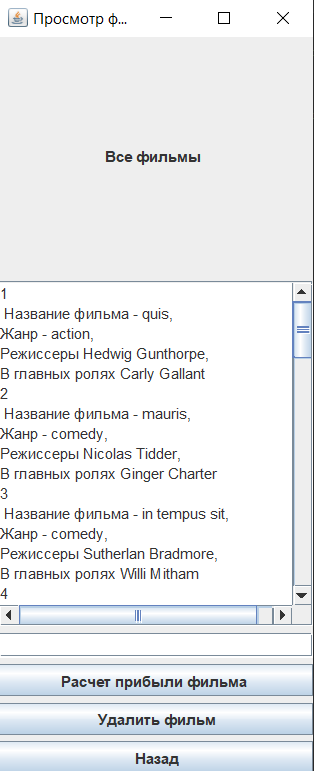 Просмотр ф...
Все фильмы
1
Название фильма - quis,
Жанр - action,
Режиссеры Hedwig Gunthorpe,
В главных ролях Carly Gallant
2
Название фильма - mauris,
Жанр - comedy,
Режиссеры Nicolas Tidder,
В главных ролях Ginger Charter
3
Название фильма - in tempus sit,
Жанр - comedy,
Режиссеры Sutherlan Bradmore,
В главных ролях Willi Mitham
4
Расчет прибыли фильма
Удалить фильм
Назад